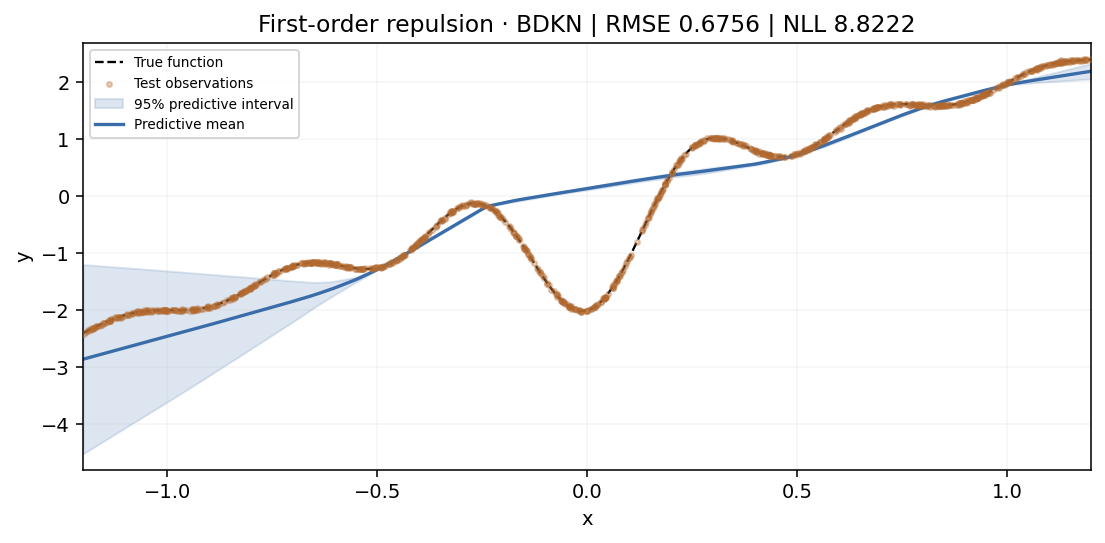 First-order repulsion · BDKN | RMSE 0.6756 | NLL 8.8222
True function
Test observations
95% predictive interval
Predictive mean
y
2
1
0
−1
−2
−3
−4
−1.0
−0.5
0.0
0.5
1.0
x